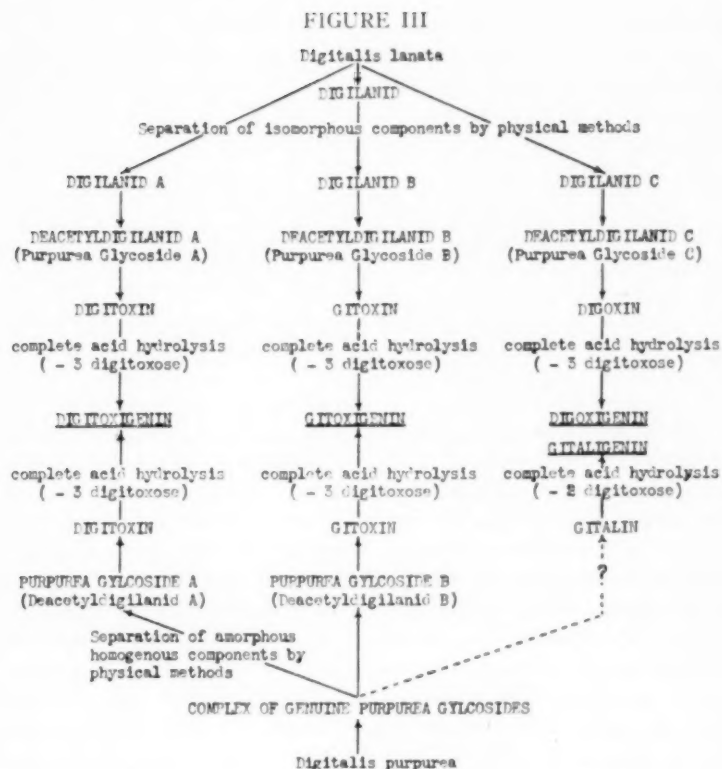 FIGURE III
Digitalis lanata
DIGILANID
Separation of isomorphous components by physical methods
DIGILANID A DIGILANID B DIGILANID C
DEACETYLDIGILANID A DEACETYLDIGILANID B DEACETYLDIGILANID C
(Purpurea Glycoside A) (Purpurea Glycoside B) (Purpurea Glycoside C)
DIGITOXIN GITOXIN DIGOXIN
complete acid hydrolysis complete acid hydrolysis complete acid hydrolysis
( - 3 digitoxose) ( - 3 digitoxose) ( - 3 digitoxose)
DIGITOXIGENIN GITOXIGENIN DIGOXIGENIN
GITALIGENIN
complete acid hydrolysis complete acid hydrolysis complete acid hydrolysis
( - 3 digitoxose) ( - 3 digitoxose) ( - 2 digitoxose)
DIGITOXIN GITOXIN GITALIN
PURPUREA GYLCOSIDE A PURPUREA GYLCOSIDE B ?
(Deacetyldigilanid A) (Deacetyldigilanid B)
Separation of amorphous
homogenous components by
physical methods
COMPLEX OF GENUINE PURPUREA GYLCOSIDES
Digitalis purpurea